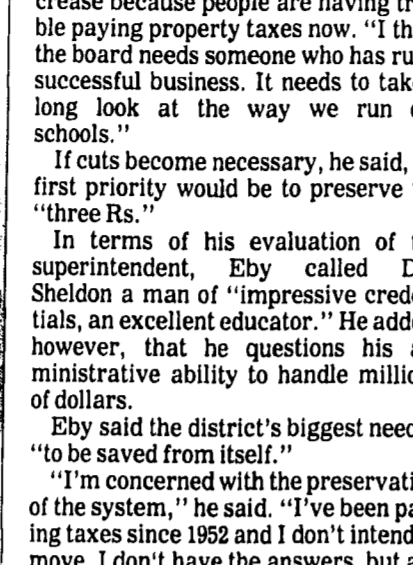 crease because people are having tr
ble paying property taxes now. "I th
the board needs someone who has ru
successful business. It needs to tak
long look at the way we run
schools."
If cuts become necessary, he said,
first priority would be to preserve
"three Rs."
In terms of his evaluation of
superintendent, Eby called D
Sheldon a man of "impressive cred
tials, an excellent educator." He add
however, that he questions his a
ministrative ability to handle millio
of dollars.
Eby said the district's biggest need
"to be saved from itself."
"I'm concerned with the preservati
of the system," he said. "I've been pa
ing taxes since 1952 and I don't intend
move. I don't have the answers, but a